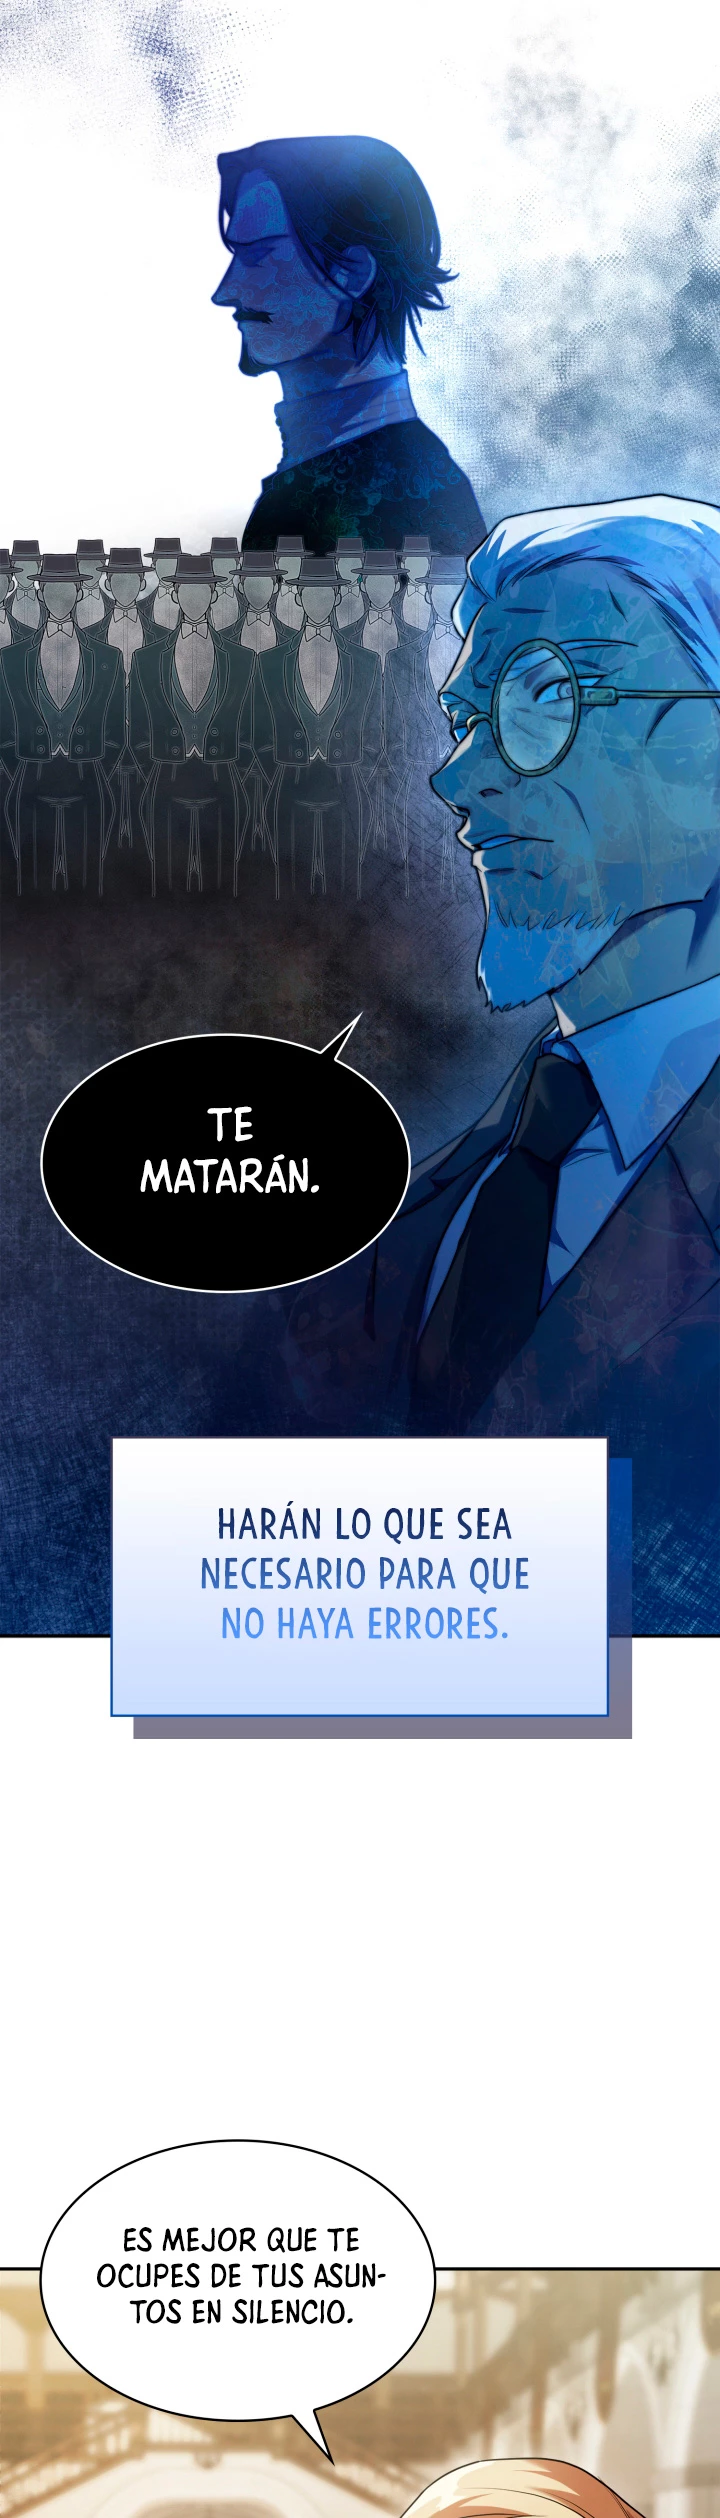 TE
MATARÁN.
HARÁN LO QUE SEA
NECESARIO PARA QUE
NO HAYA ERRORES.
ES MEJOR QUE TE
OCUPES DE TUS ASUN-
TOS EN SILENCIO.